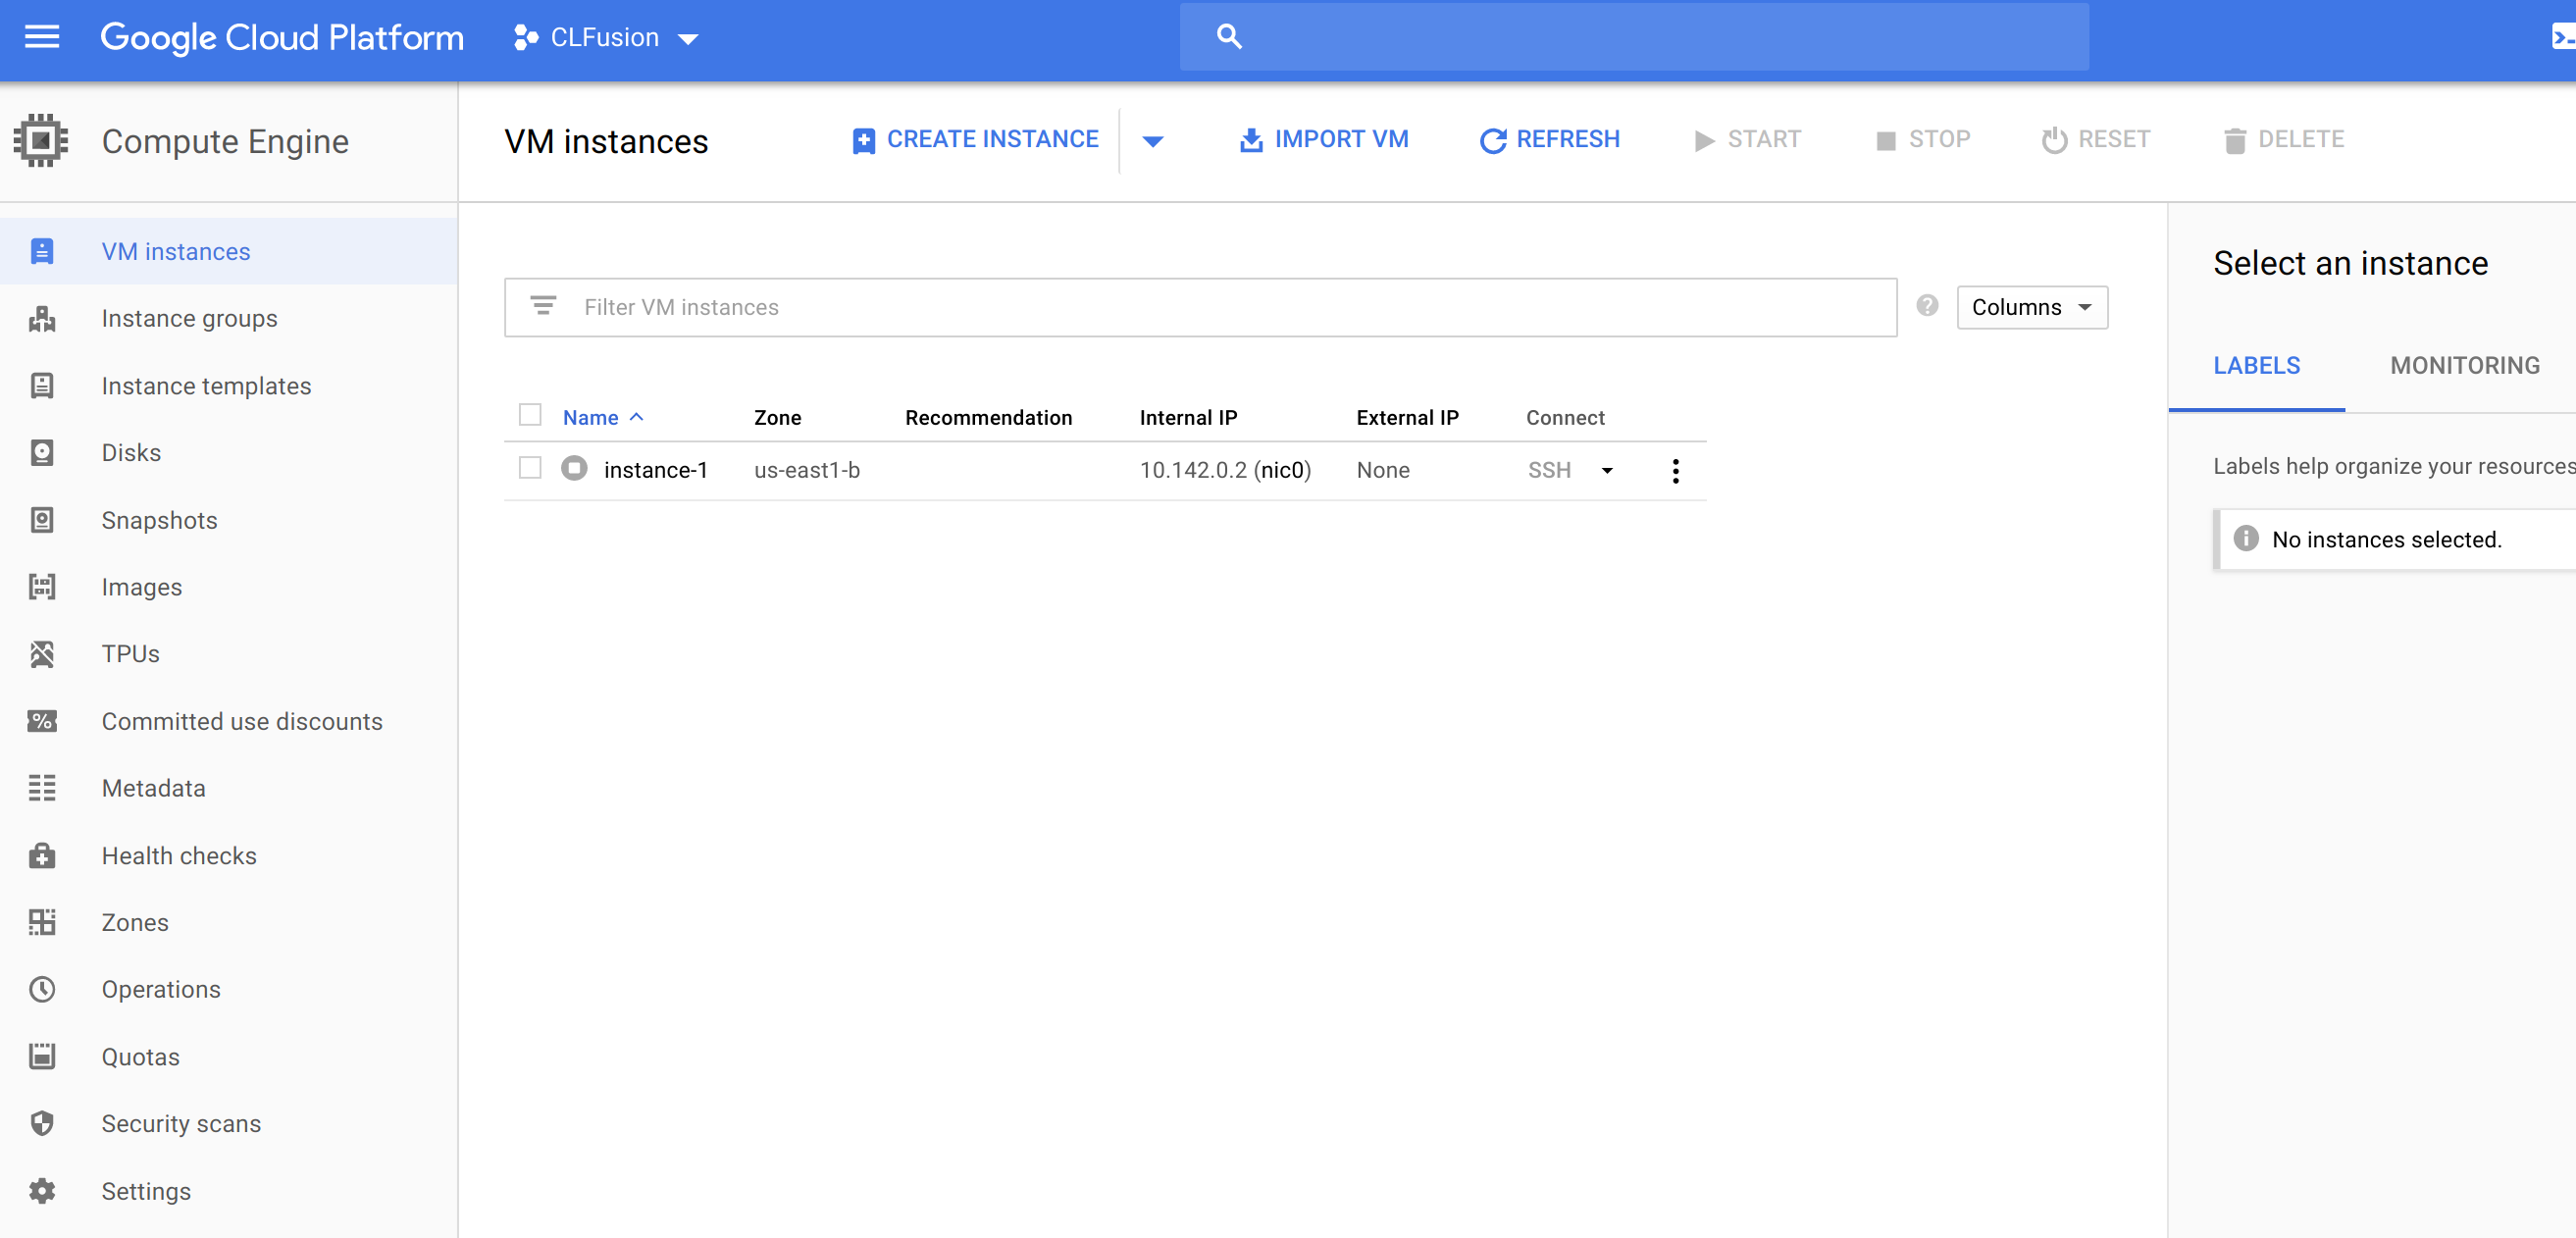 Google Cloud Platform CLFusion
Compute Engine
VM instances
Instance groups
Instance templates
Disks
Snapshots
Images
TPUs
Committed use discounts
Metadata
Health checks
Zones
Operations
Quotas
Security scans
Settings
VM instances CREATE INSTANCE IMPORT VM REFRESH START STOP RESET DELETE
Filter VM instances Columns
Name Zone Recommendation Internal IP External IP Connect
instance-1 us-east1-b 10.142.0.2 (nic0) None SSH
Select an instance
LABELS MONITORING
Labels help organize your resources
No instances selected.